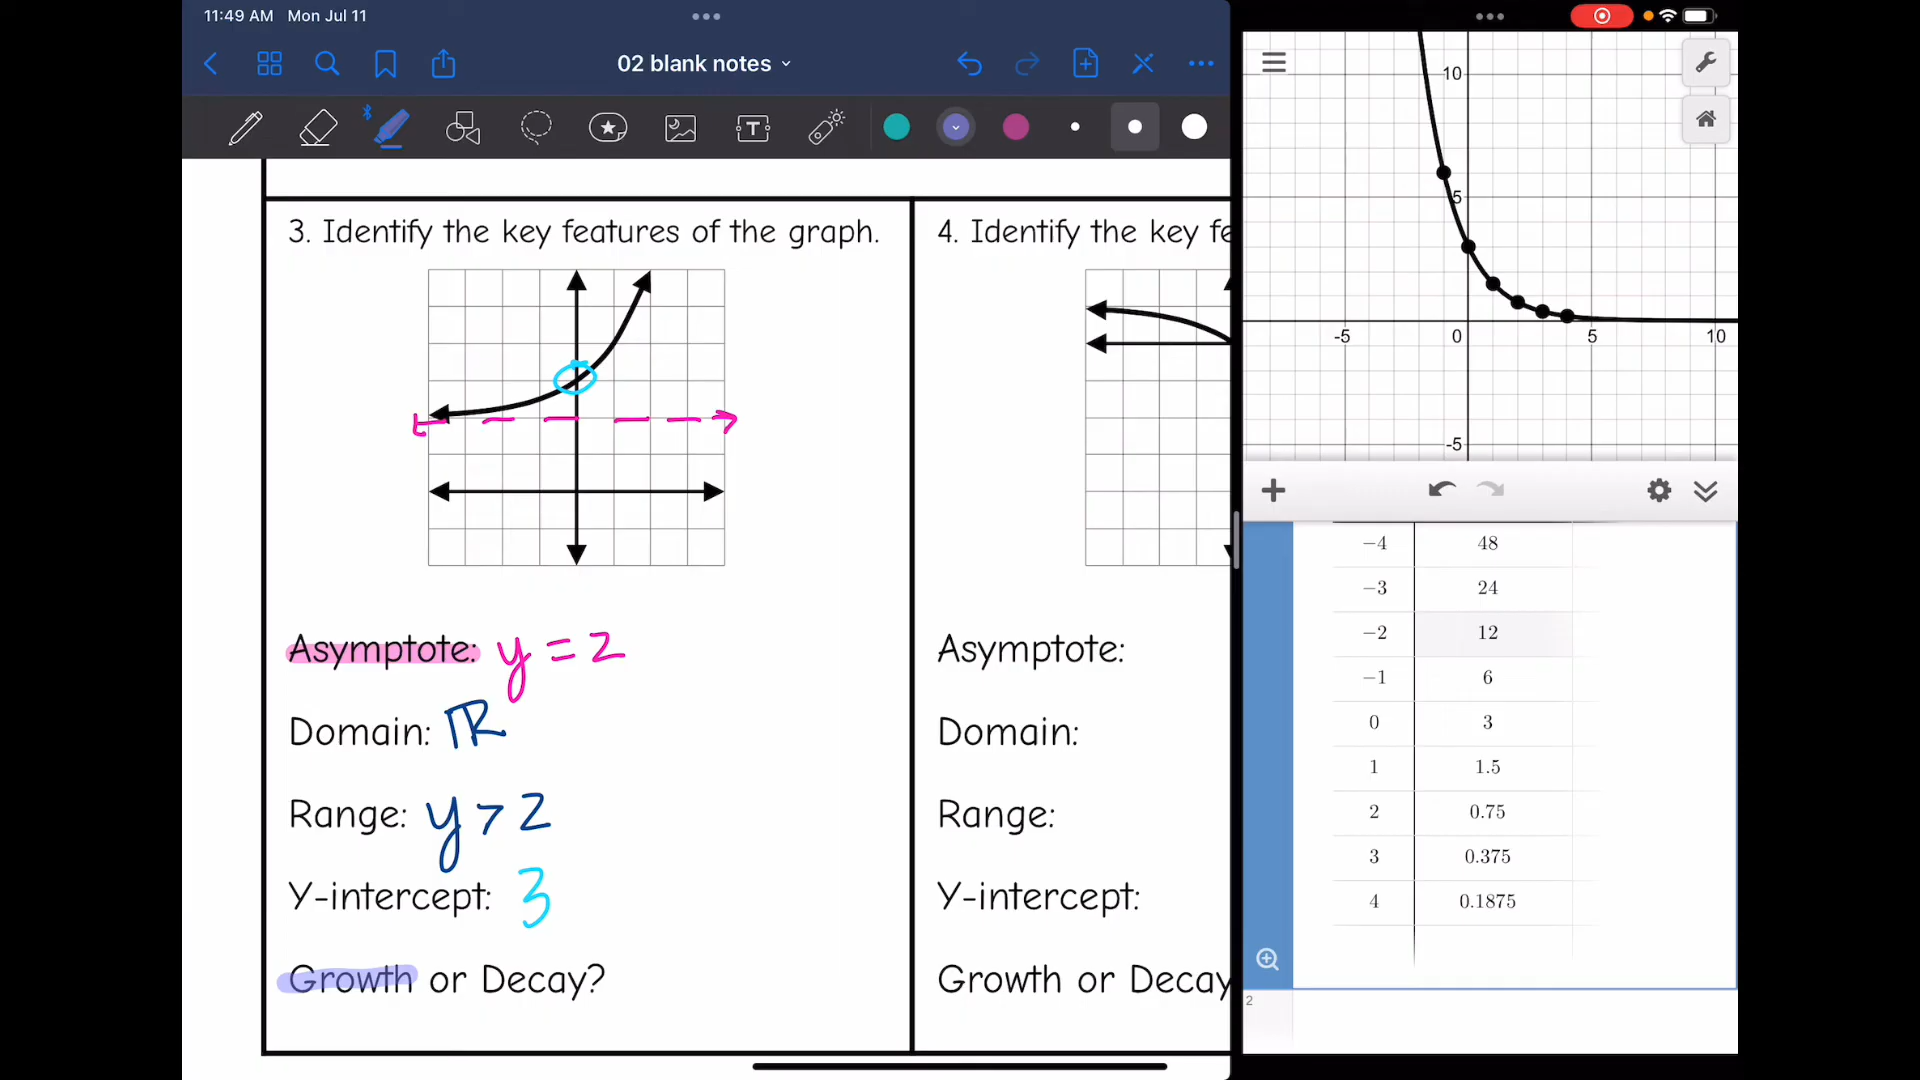 11:49 AM Mon Jul 11
02 blank notes
T
3. Identify the key features of the graph.
Asymptote: y = 2
Domain: ℝ
Range: y > 2
Y-intercept: 3
Growth or Decay?
4. Identify the key fe
Asymptote:
Domain:
Range:
Y-intercept:
Growth or Decay
10
5
-5
0
5
10
-5
−4 48
−3 24
−2 12
−1 6
0 3
1 1.5
2 0.75
3 0.375
4 0.1875
2